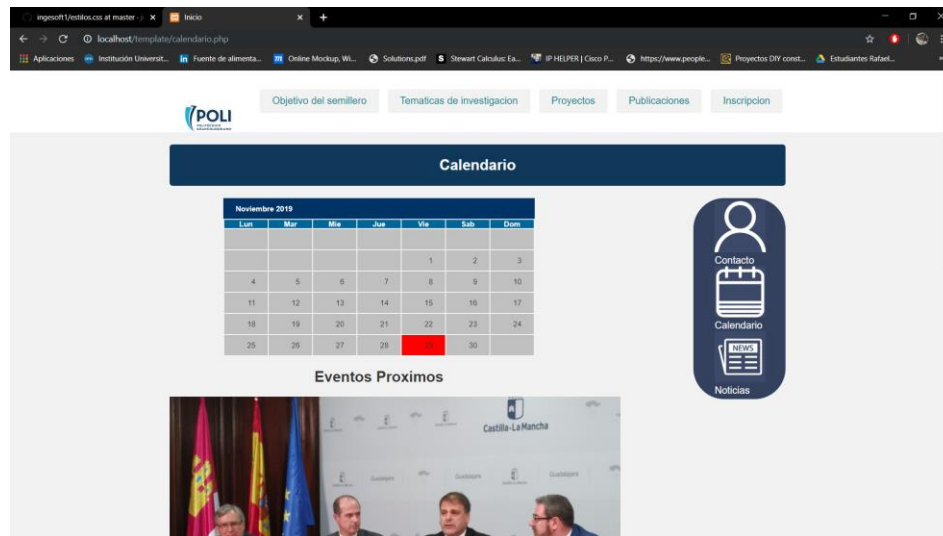 ingesoft1/estilos.css at master
Inicio
localhost/template/calendario.php
Aplicaciones
Institución Universit...
Fuente de alimenta...
Online Mockup, Wi...
Solutions.pdf
Stewart Calculus: Ea...
IP HELPER | Cisco P...
https://www.people...
Proyectos DIY const...
Estudiantes Rafael...
Objetivo del semillero
Tematicas de investigacion
Proyectos
Publicaciones
Inscripcion
POLI
Calendario
Noviembre 2019
Lun Mar Mie Jue Vie Sab Dom
1 2 3
4 5 6 7 8 9 10
11 12 13 14 15 16 17
18 19 20 21 22 23 24
25 26 27 28 29 30
Contacto
Calendario
NEWS
Noticias
Eventos Proximos
Castilla-La Mancha